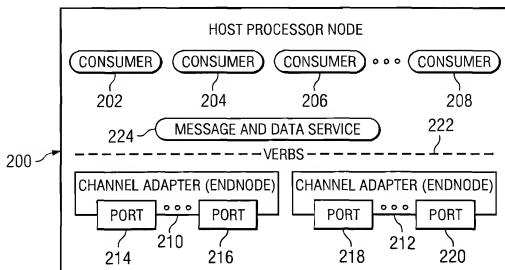 HOST PROCESSOR NODE
CONSUMER CONSUMER CONSUMER CONSUMER
202 204 206 208
224 MESSAGE AND DATA SERVICE 222
200 VERBS
CHANNEL ADAPTER (ENDNODE) CHANNEL ADAPTER (ENDNODE)
PORT PORT PORT PORT
214 210 216 218 212 220